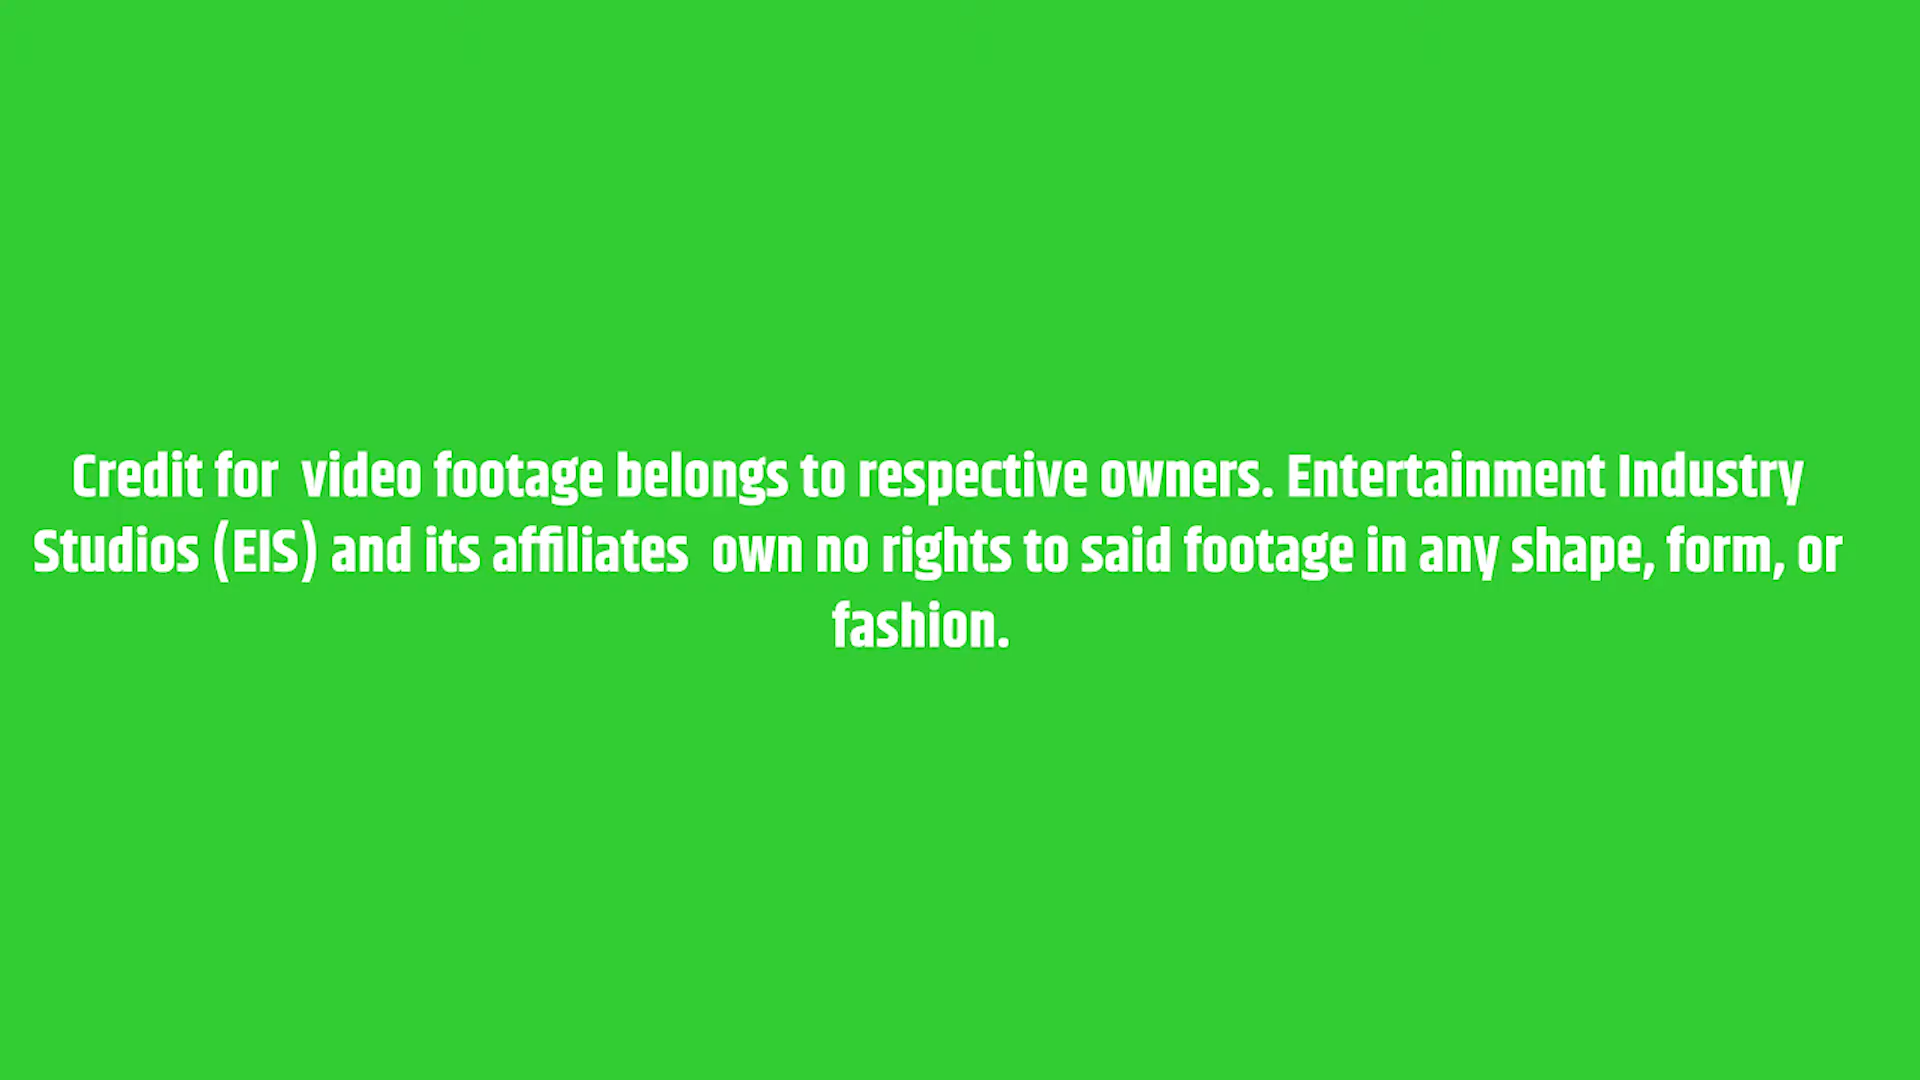 Credit for  video footage belongs to respective owners. Entertainment Industry
Studios (EIS) and its affiliates  own no rights to said footage in any shape, form, or
fashion.